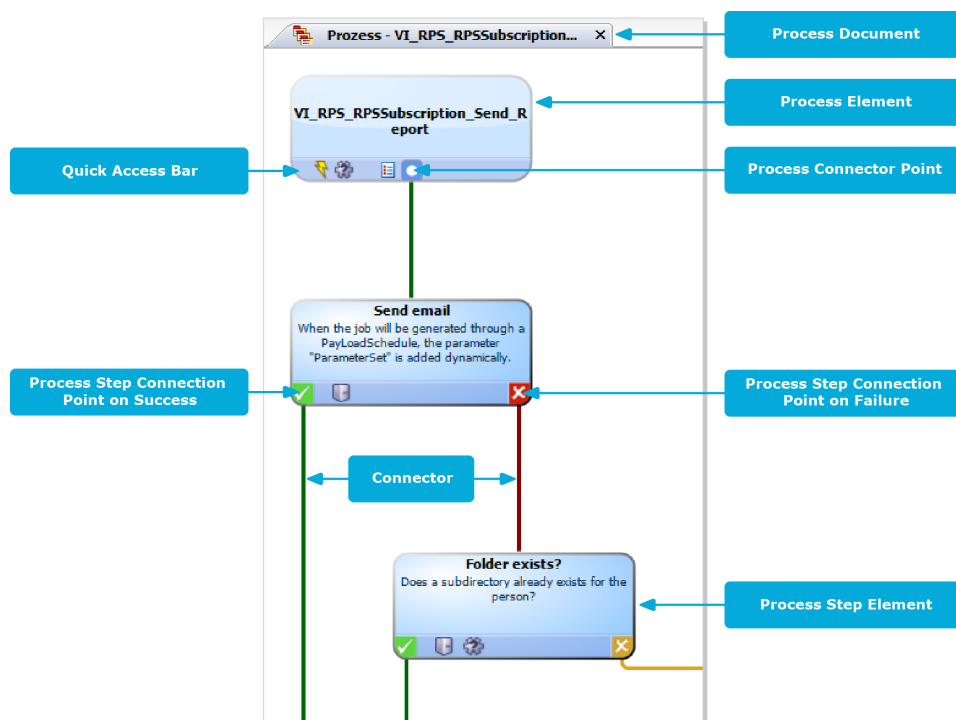 Prozess - VI_RPS_RPSSubscription...
Process Document
VI_RPS_RPSSubscription_Send_R
eport
Process Element
Quick Access Bar
Process Connector Point
Send email
When the job will be generated through a
PayLoadSchedule, the parameter
"ParameterSet" is added dynamically.
Process Step Connection
Point on Success
Process Step Connection
Point on Failure
Connector
Folder exists?
Does a subdirectory already exists for the
person?
Process Step Element